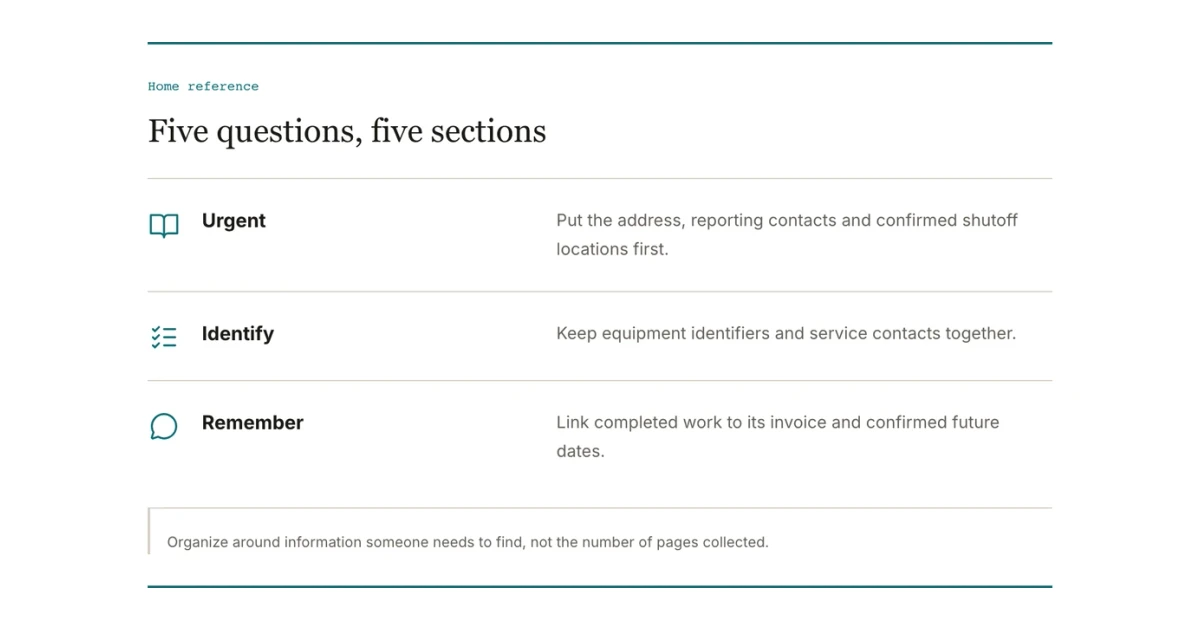 Home reference
Five questions, five sections
Urgent
Put the address, reporting contacts and confirmed shutoff
locations first.
Identify
Keep equipment identifiers and service contacts together.
Remember
Link completed work to its invoice and confirmed future
dates.
Organize around information someone needs to find, not the number of pages collected.